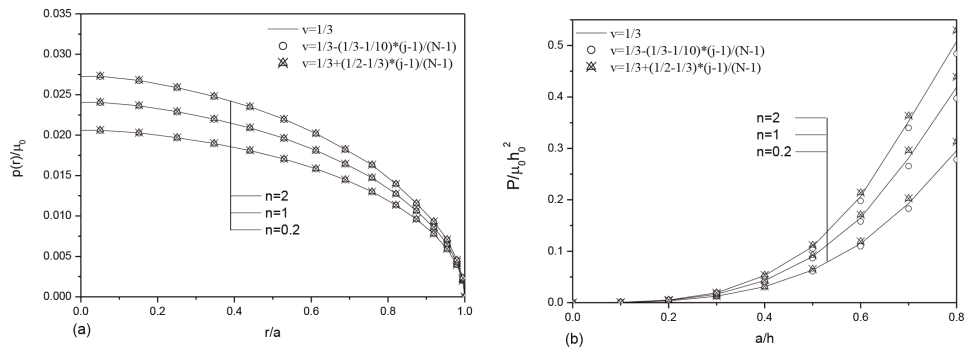 0.035
0.030
0.025
0.020
0.015
0.010
0.005
0.000
p(r)/μ₀
v=1/3
v=1/3-(1/3-1/10)*(j-1)/(N-1)
v=1/3+(1/2-1/3)*(j-1)/(N-1)
n=2
n=1
n=0.2
0.0 0.2 0.4 0.6 0.8 1.0
(a)
r/a
0.5
0.4
0.3
0.2
0.1
0.0
P/μ₀h₀²
v=1/3
v=1/3-(1/3-1/10)*(j-1)/(N-1)
v=1/3+(1/2-1/3)*(j-1)/(N-1)
n=2
n=1
n=0.2
0.0 0.2 0.4 0.6 0.8
(b)
a/h